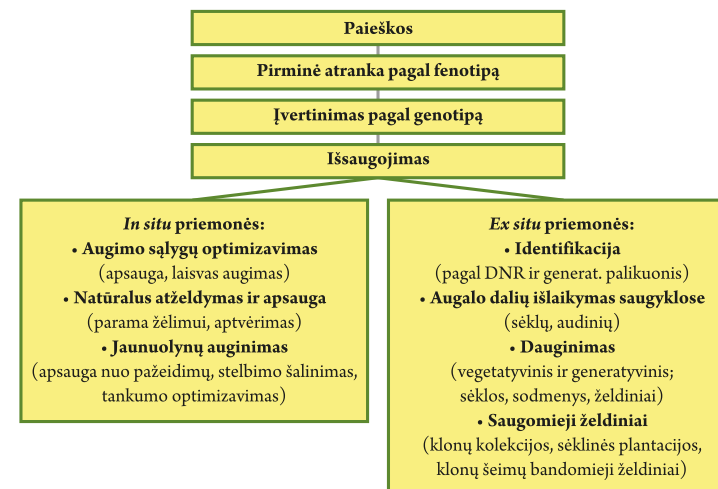 Paieškos
Pirminė atranka pagal fenotipą
Įvertinimas pagal genotipą
Išsaugojimas
In situ priemonės:
• Augimo sąlygų optimizavimas
(apsauga, laisvas augimas)
• Natūralus atželdymas ir apsauga
(parama žėlimui, aptvėrimas)
• Jaunuolynų auginimas
(apsauga nuo pažeidimų, stelbimo šalinimas,
tankumo optimizavimas)
Ex situ priemonės:
• Identifikacija
(pagal DNR ir generat. palikuonis)
• Augalo dalių išlaikymas saugyklose
(sėklų, audinių)
• Dauginimas
(vegetatyvinis ir generatyvinis;
sėklos, sodmenys, želdiniai)
• Saugomieji želdiniai
(klonų kolekcijos, sėklinės plantacijos,
klonų šeimų bandomieji želdiniai)